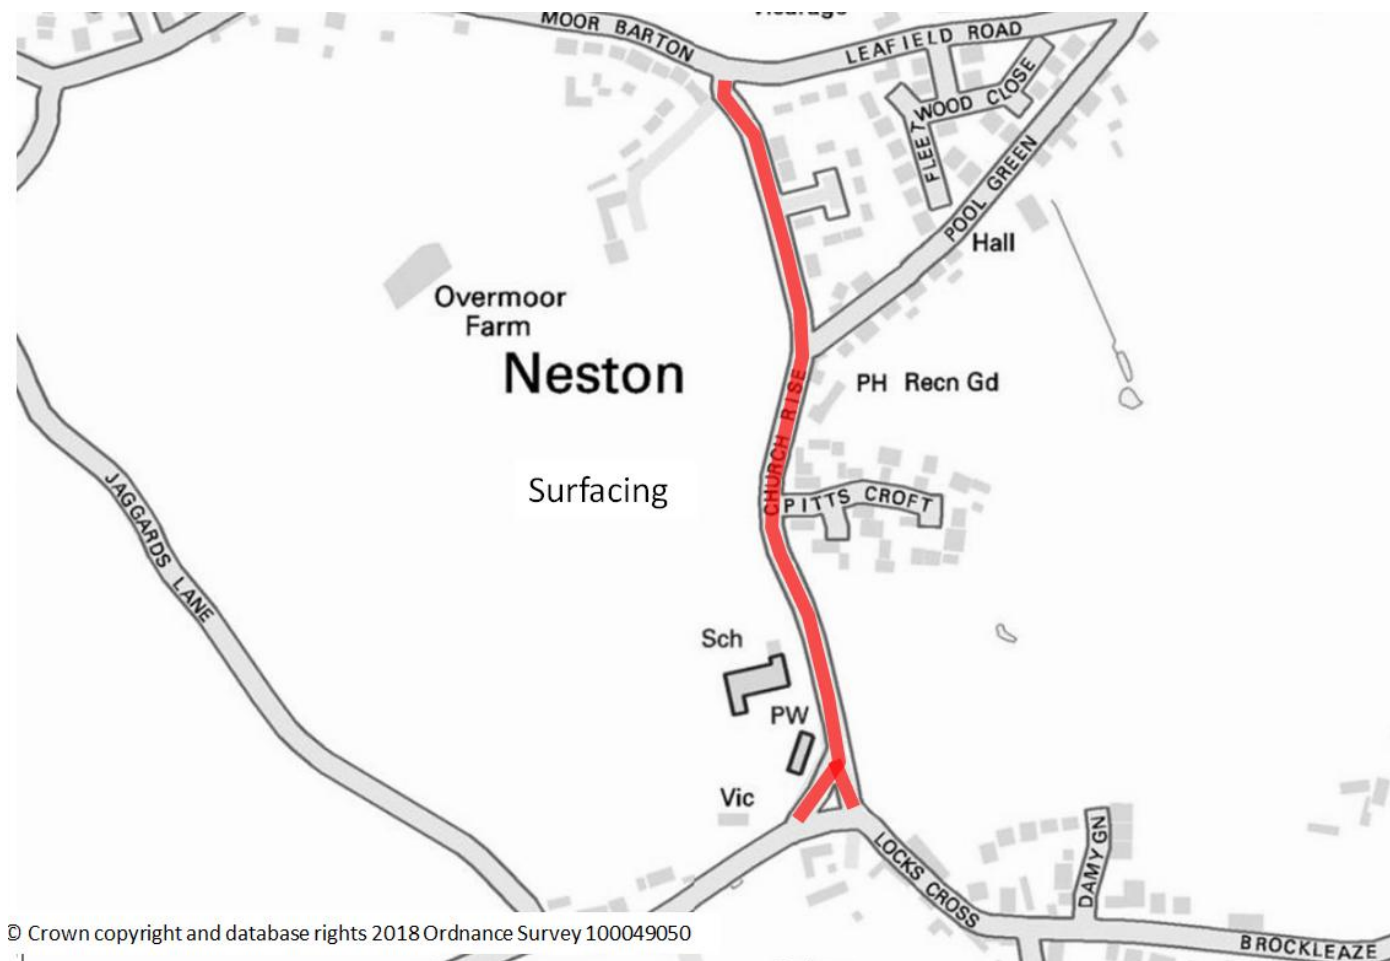 Vicarage
MOOR BARTON
LEAFIELD ROAD
FLEETWOOD CLOSE
POOL GREEN
Hall
Overmoor
Farm
Neston
PH Recn Gd
CHURCH RISE
Surfacing
PITTS CROFT
JAGGARDS LANE
Sch
PW
Vic
LOCKS CROSS
DAMY GN
BROCKLEAZE
© Crown copyright and database rights 2018 Ordnance Survey 100049050